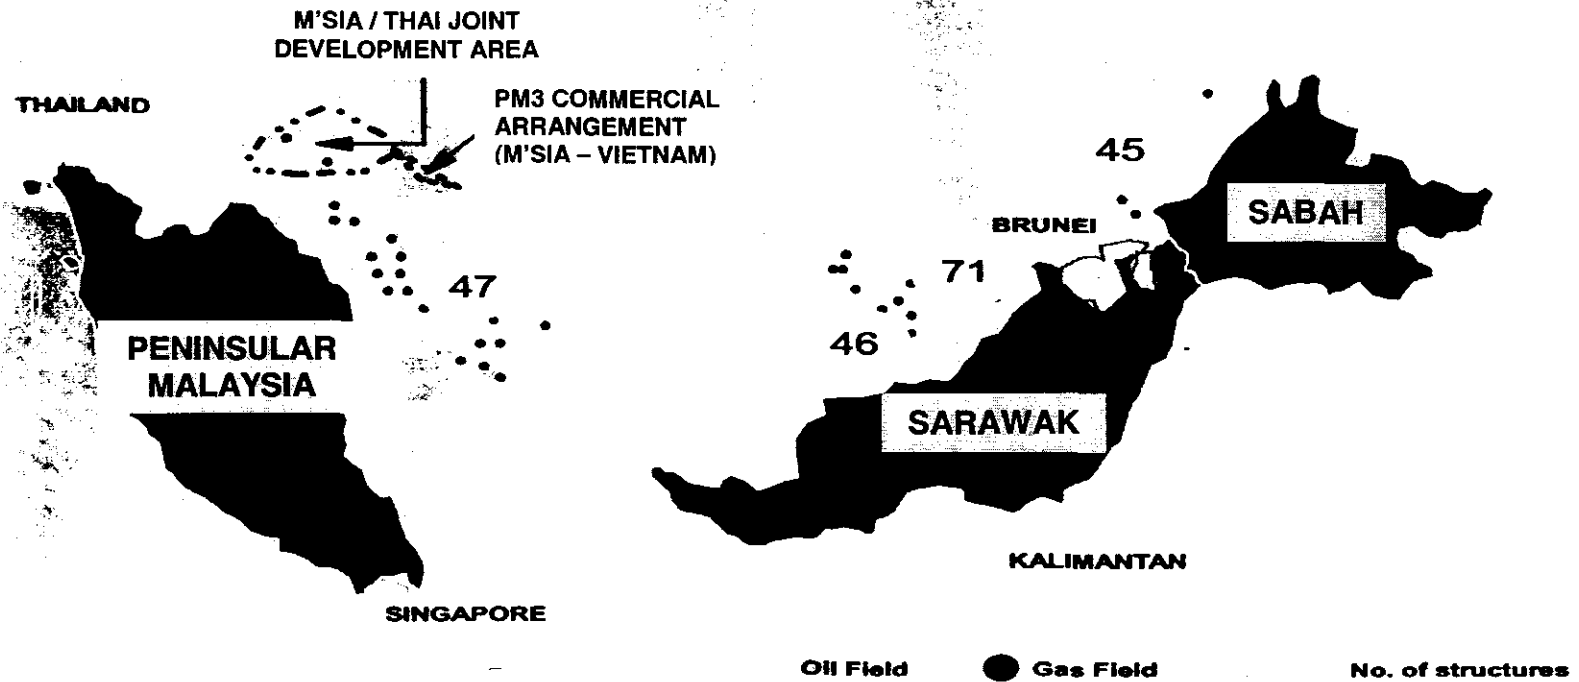 M'SIA / THAI JOINT
DEVELOPMENT AREA
THAILAND
PM3 COMMERCIAL
ARRANGEMENT
(M'SIA – VIETNAM)
45
SABAH
BRUNEI
71
47
46
PENINSULAR
MALAYSIA
SARAWAK
KALIMANTAN
SINGAPORE
Oil Field
Gas Field
No. of structures